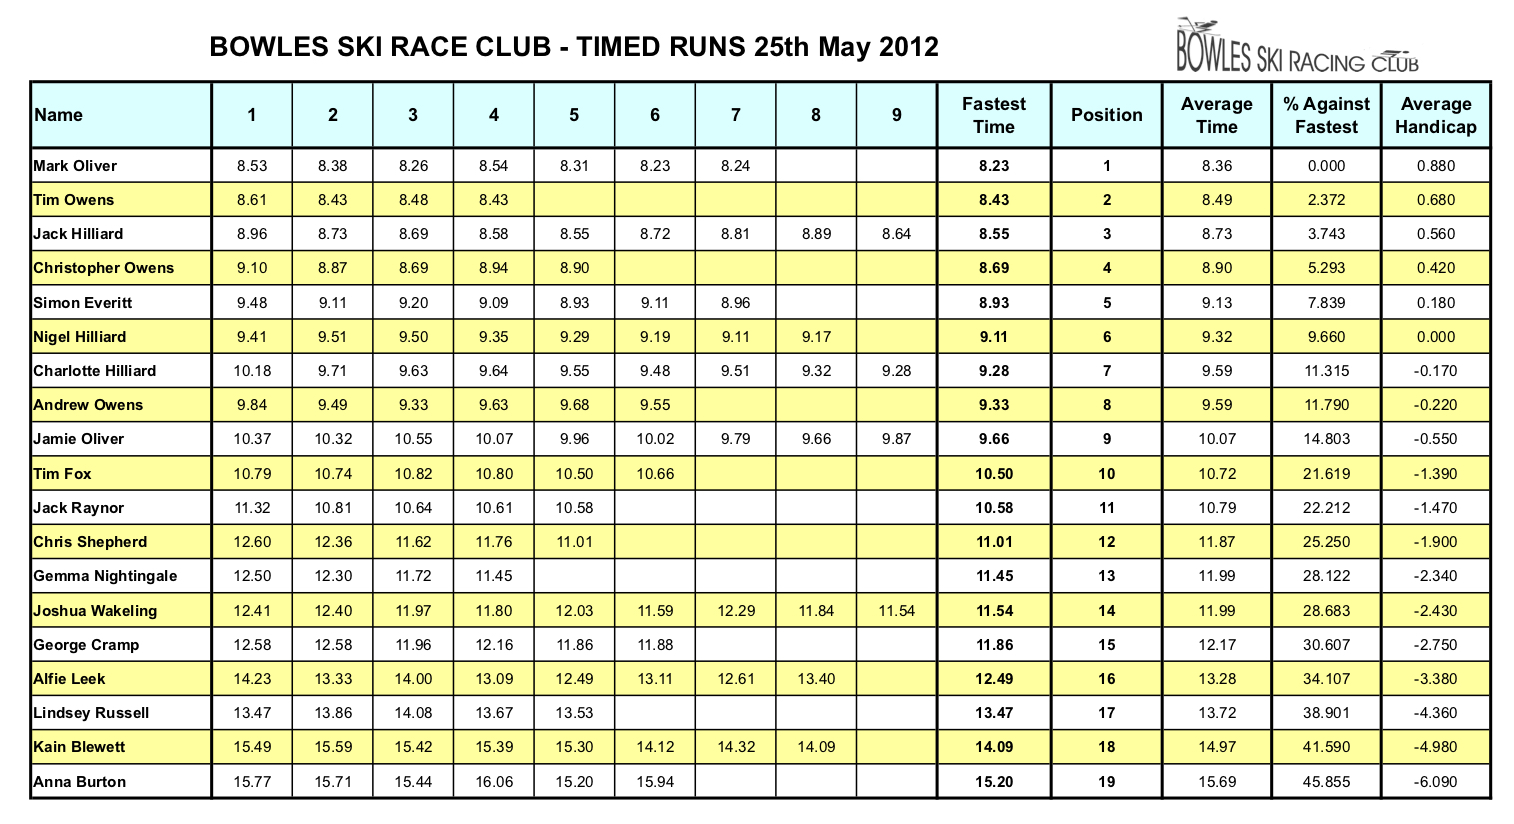 BOWLES SKI RACE CLUB - TIMED RUNS 25th May 2012
BOWLES SKI RACING CLUB
Name 1 2 3 4 5 6 7 8 9 Fastest Time Position Average Time % Against Fastest Average Handicap
Mark Oliver 8.53 8.38 8.26 8.54 8.31 8.23 8.24 8.23 1 8.36 0.000 0.880
Tim Owens 8.61 8.43 8.48 8.43 8.43 2 8.49 2.372 0.680
Jack Hilliard 8.96 8.73 8.69 8.58 8.55 8.72 8.81 8.89 8.64 8.55 3 8.73 3.743 0.560
Christopher Owens 9.10 8.87 8.69 8.94 8.90 8.69 4 8.90 5.293 0.420
Simon Everitt 9.48 9.11 9.20 9.09 8.93 9.11 8.96 8.93 5 9.13 7.839 0.180
Nigel Hilliard 9.41 9.51 9.50 9.35 9.29 9.19 9.11 9.17 9.11 6 9.32 9.660 0.000
Charlotte Hilliard 10.18 9.71 9.63 9.64 9.55 9.48 9.51 9.32 9.28 9.28 7 9.59 11.315 -0.170
Andrew Owens 9.84 9.49 9.33 9.63 9.68 9.55 9.33 8 9.59 11.790 -0.220
Jamie Oliver 10.37 10.32 10.55 10.07 9.96 10.02 9.79 9.66 9.87 9.66 9 10.07 14.803 -0.550
Tim Fox 10.79 10.74 10.82 10.80 10.50 10.66 10.50 10 10.72 21.619 -1.390
Jack Raynor 11.32 10.81 10.64 10.61 10.58 10.58 11 10.79 22.212 -1.470
Chris Shepherd 12.60 12.36 11.62 11.76 11.01 11.01 12 11.87 25.250 -1.900
Gemma Nightingale 12.50 12.30 11.72 11.45 11.45 13 11.99 28.122 -2.340
Joshua Wakeling 12.41 12.40 11.97 11.80 12.03 11.59 12.29 11.84 11.54 11.54 14 11.99 28.683 -2.430
George Cramp 12.58 12.58 11.96 12.16 11.86 11.88 11.86 15 12.17 30.607 -2.750
Alfie Leek 14.23 13.33 14.00 13.09 12.49 13.11 12.61 13.40 12.49 16 13.28 34.107 -3.380
Lindsey Russell 13.47 13.86 14.08 13.67 13.53 13.47 17 13.72 38.901 -4.360
Kain Blewett 15.49 15.59 15.42 15.39 15.30 14.12 14.32 14.09 14.09 18 14.97 41.590 -4.980
Anna Burton 15.77 15.71 15.44 16.06 15.20 15.94 15.20 19 15.69 45.855 -6.090